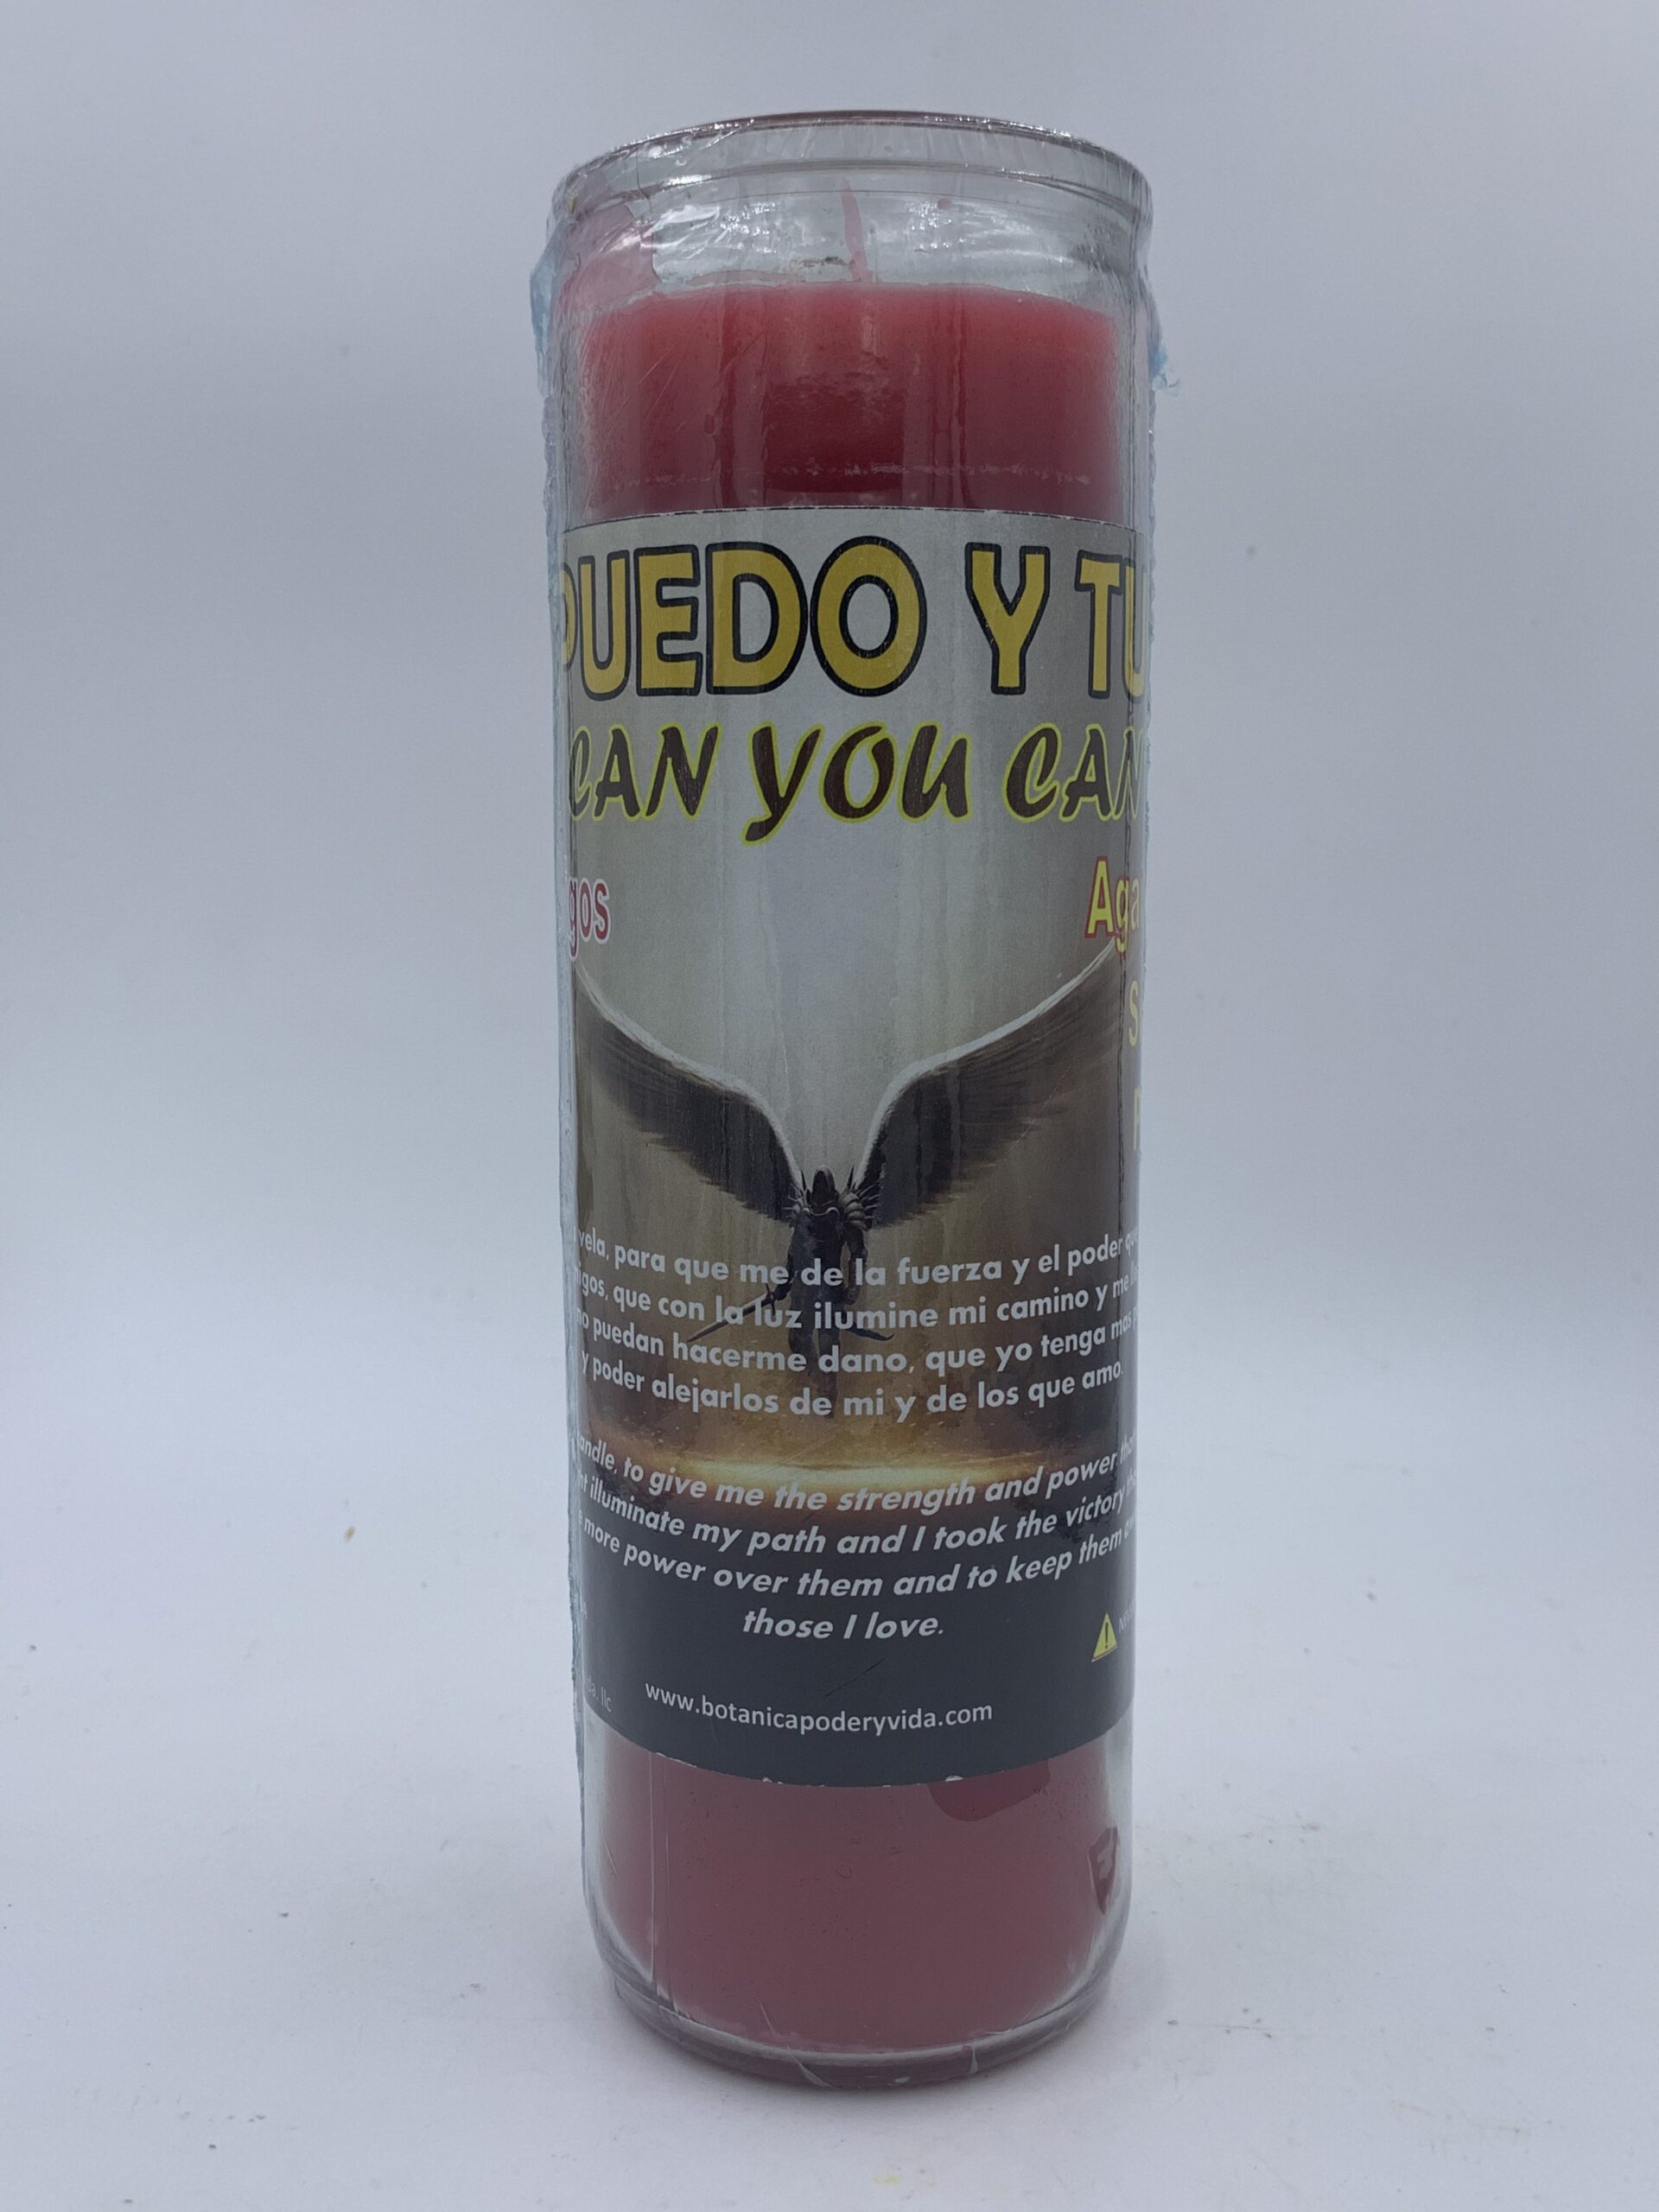 PUEDO Y TU
CAN YOU CAN
gos
Aga
S
vela, para que me de la fuerza y el poder
igos, que con la luz ilumine mi camino y me
no puedan hacerme dano, que yo tenga mas
y poder alejarlos de mi y de los que amo.
andle, to give me the strength and power
illuminate my path and I took the victory
more power over them and to keep them
those I love.
da, llc
www.botanicapoderyvida.com